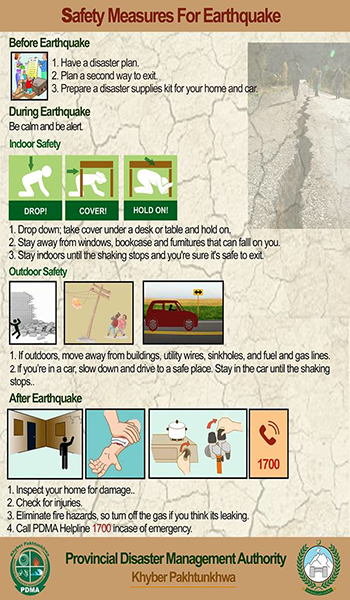 Safety Measures For Earthquake
Before Earthquake
1. Have a disaster plan.
2. Plan a second way to exit.
3. Prepare a disaster supplies kit for your home and car.
During Earthquake
Be calm and be alert.
Indoor Safety
DROP!
COVER!
HOLD ON!
1. Drop down; take cover under a desk or table and hold on.
2. Stay away from windows, bookcase and furnitures that can falll on you.
3. Stay indoors until the shaking stops and you're sure it's safe to exit.
Outdoor Safety
1. If outdoors, move away from buildings, utility wires, sinkholes, and fuel and gas lines.
2. If you're in a car, slow down and drive to a safe place. Stay in the car until the shaking
stops..
After Earthquake
1700
1. Inspect your home for damage..
2. Check for injuries.
3. Eliminate fire hazards, so turn off the gas if you think its leaking.
4. Call PDMA Helpline 1700 incase of emergency.
Khyber Pakhtunkhwa
PDMA
Provincial Disaster Management Authority
Khyber Pakhtunkhwa